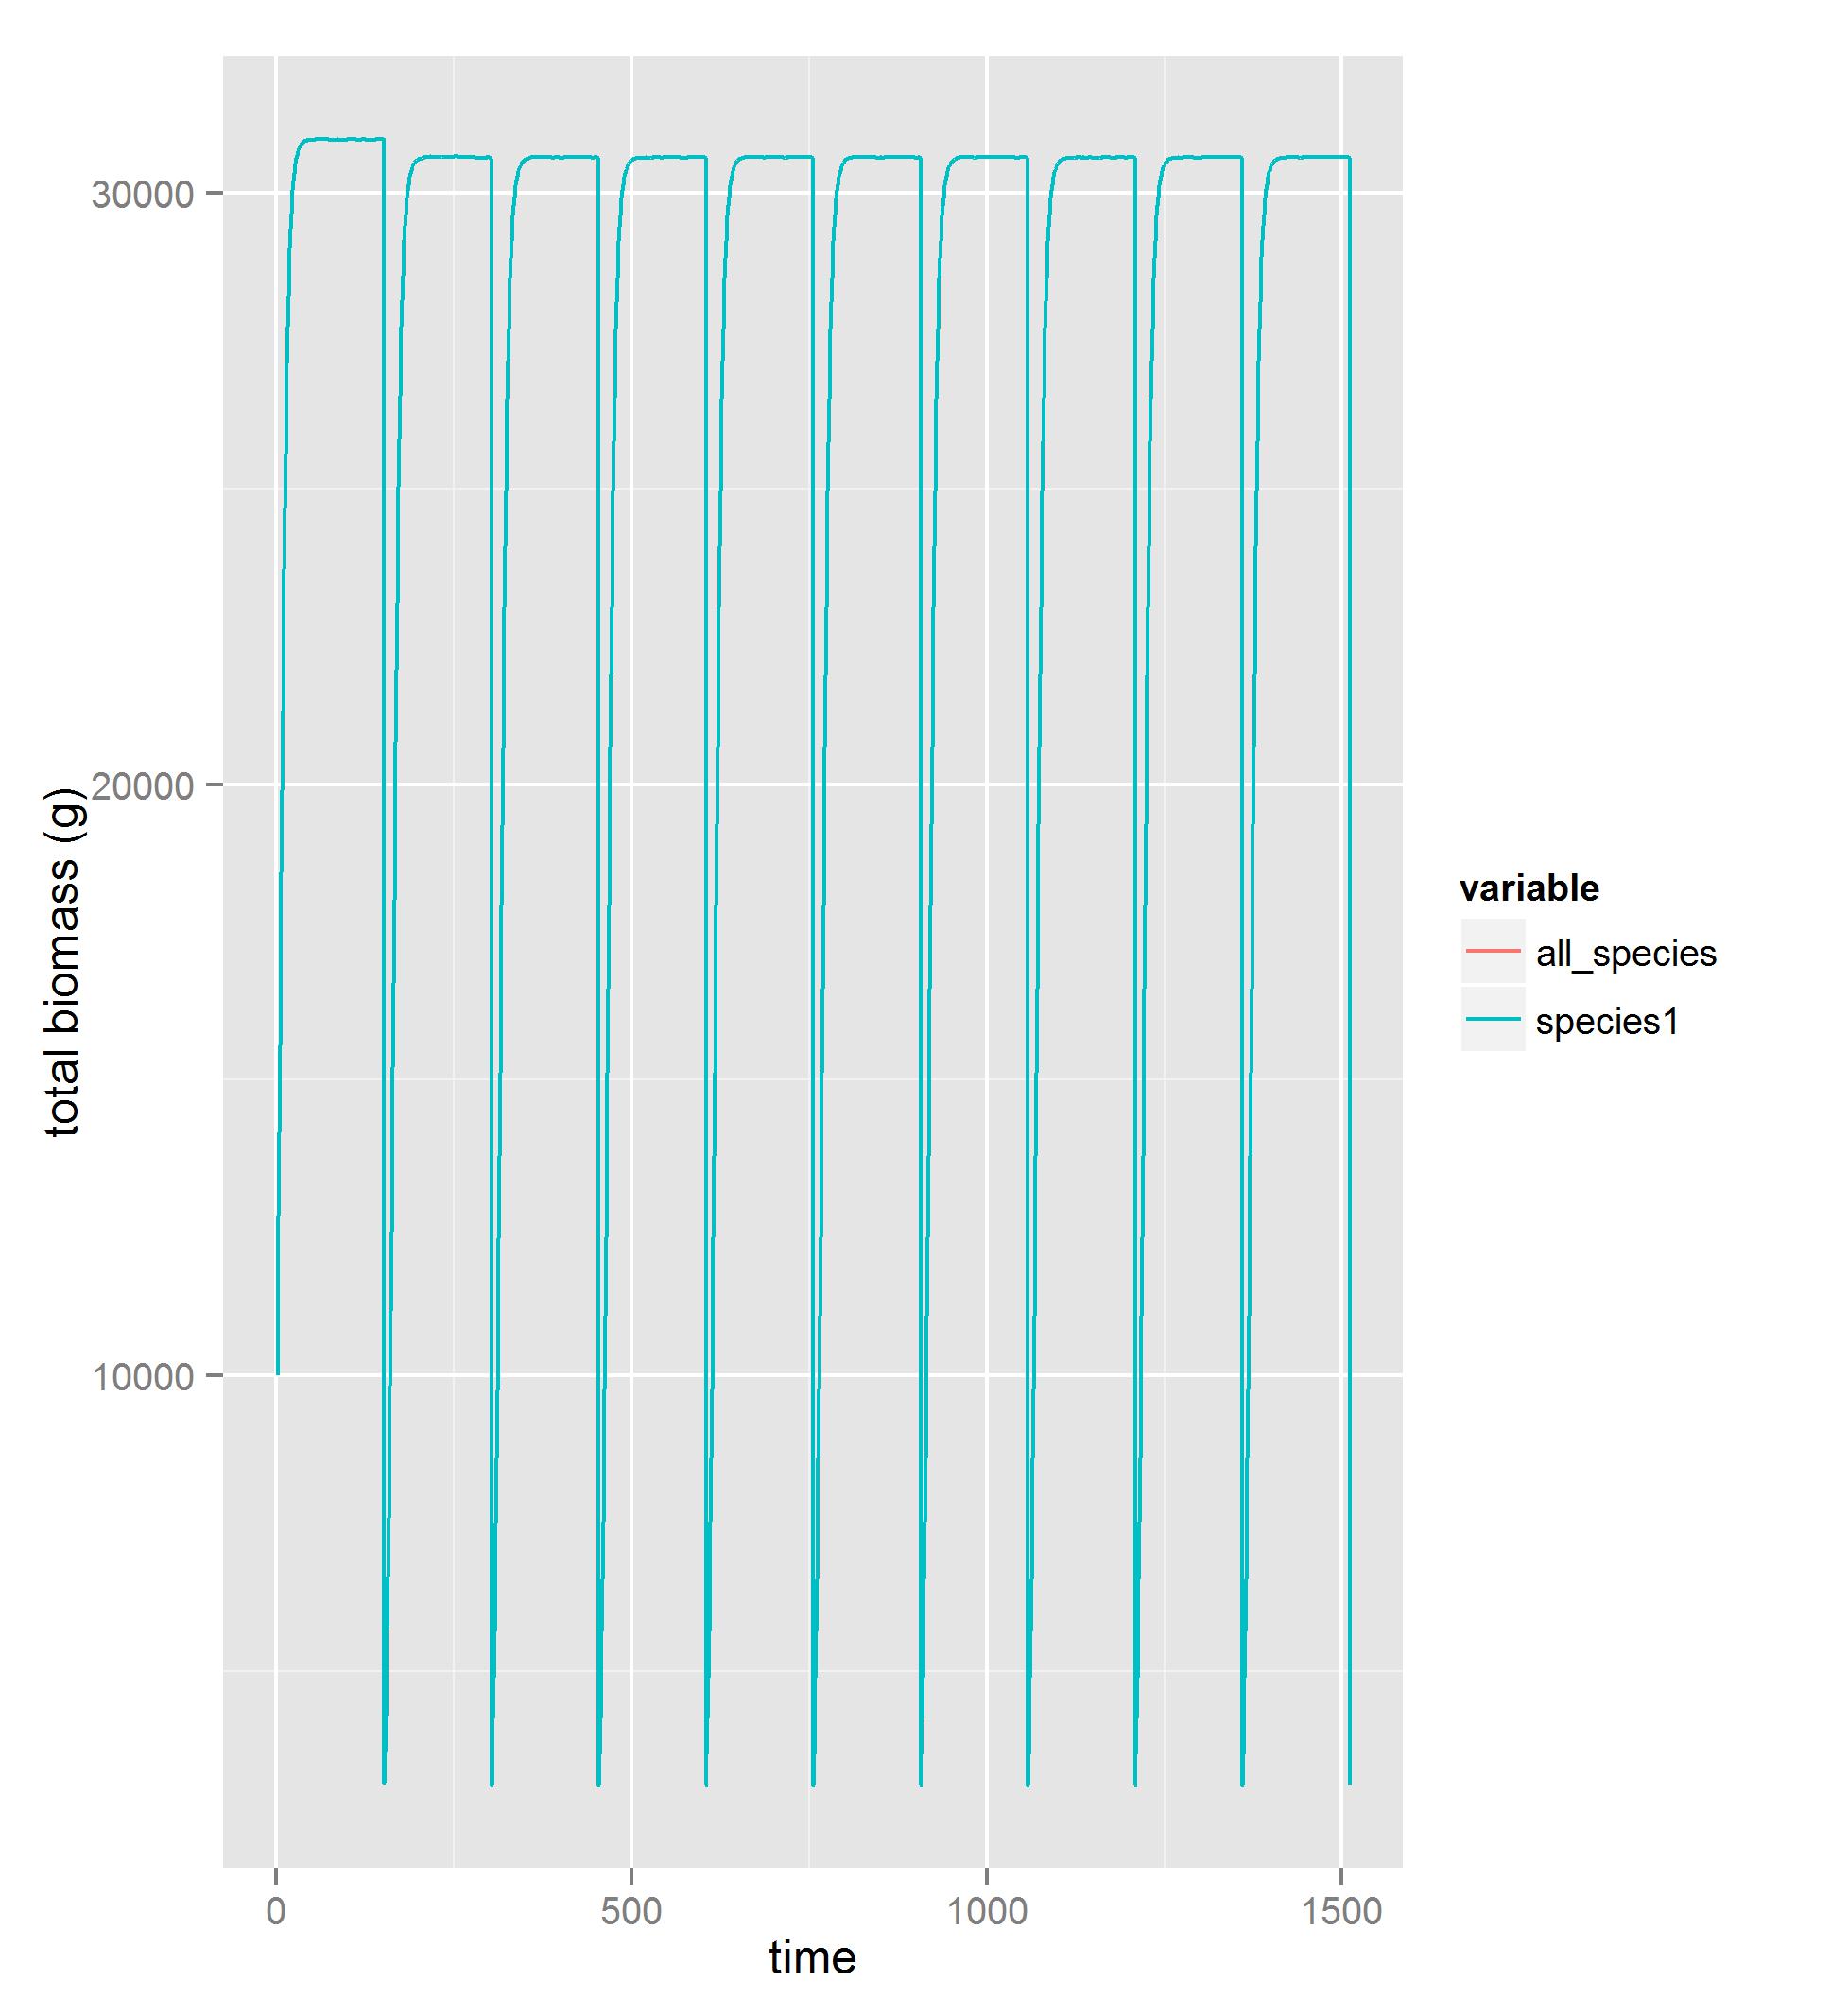 total biomass (g)
30000
20000
10000
0 500 1000 1500
time
variable
all_species
species1